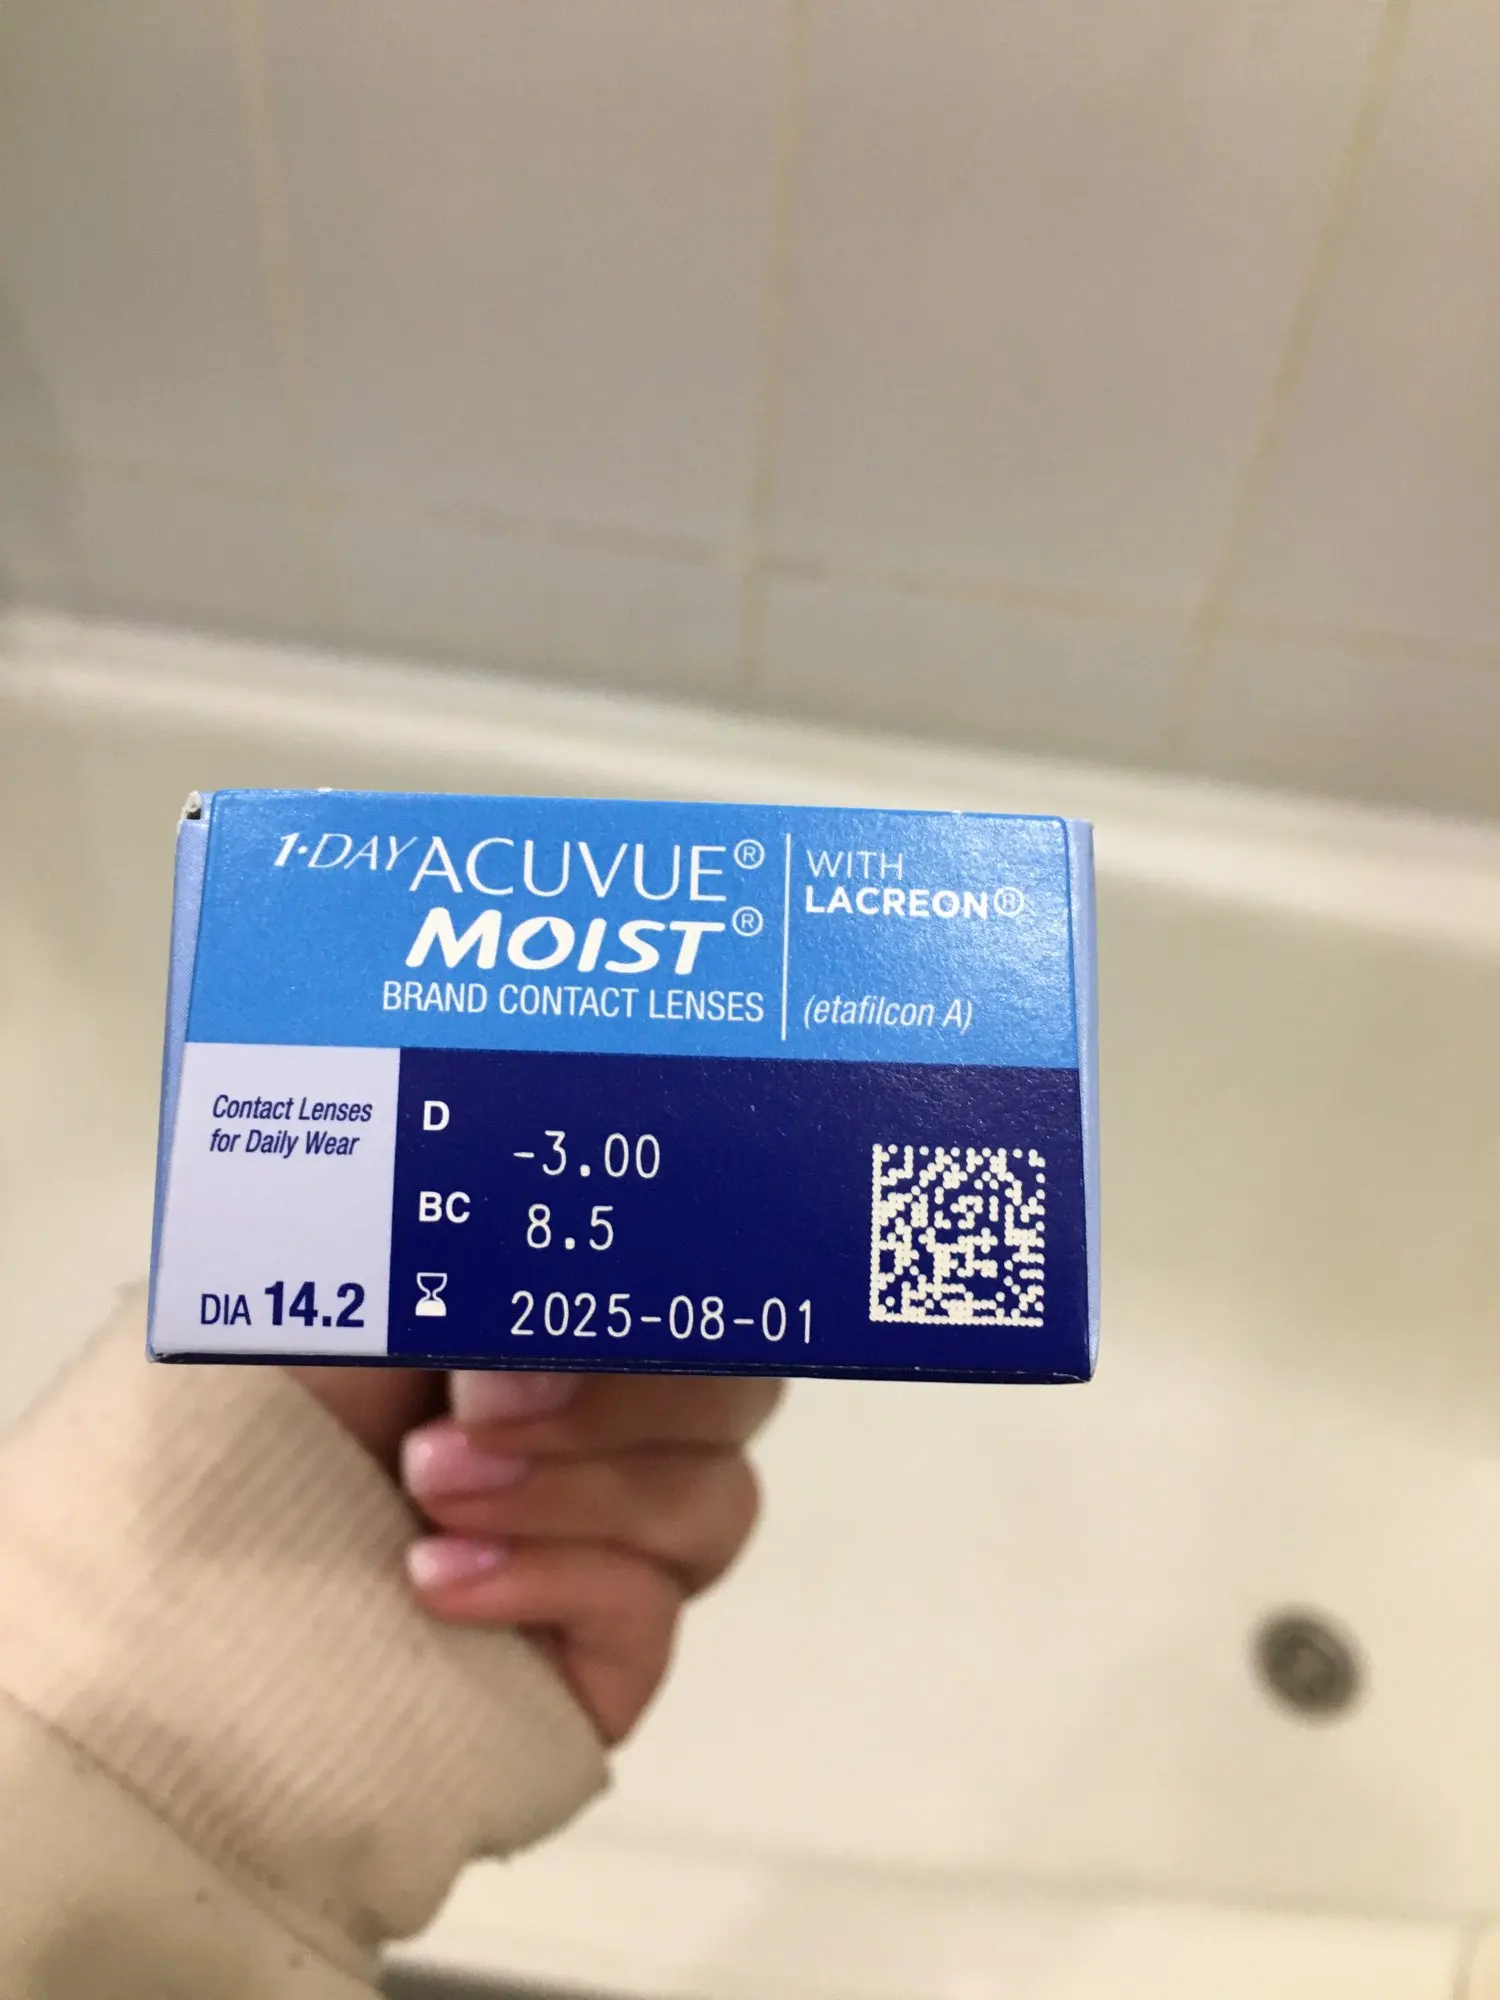 1·DAY ACUVUE®
MOIST®
BRAND CONTACT LENSES
WITH
LACREON®
(etafilcon A)
Contact Lenses
for Daily Wear
DIA 14.2
D
-3.00
BC 8.5
2025-08-01